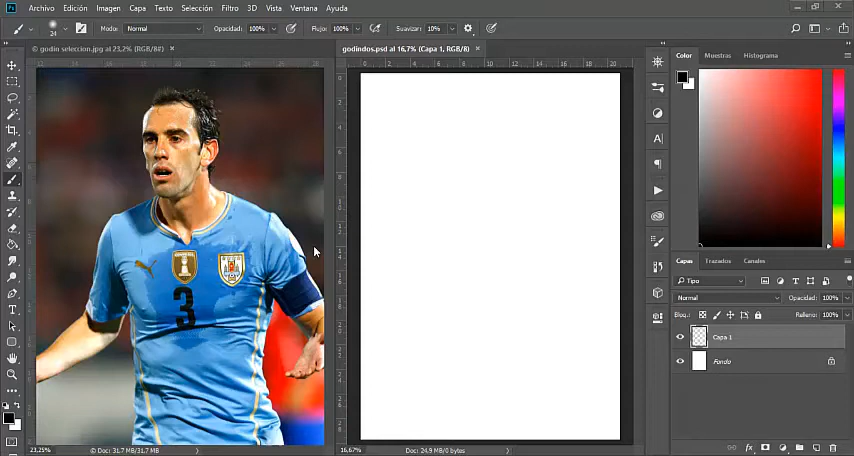 Ps Archivo Edición Imagen Capa Texto Selección Filtro 3D Vista Ventana Ayuda
24 Modo: Normal Opacidad: 100% Flujo: 100% Suavizar: 10%
© godin seleccion.jpg al 23,2% (RGB/8#) × godindos.psd al 16,7% (Capa 1, RGB/8) ×
Color Muestras Histograma
3
Capas Trazados Canales
Tipo
Normal Opacidad: 100%
Bloq.: Relleno: 100%
Capa 1
Fondo
23,25% © Doc: 31,7 MB/31,7 MB 16,67% Doc: 24,9 MB/0 bytes